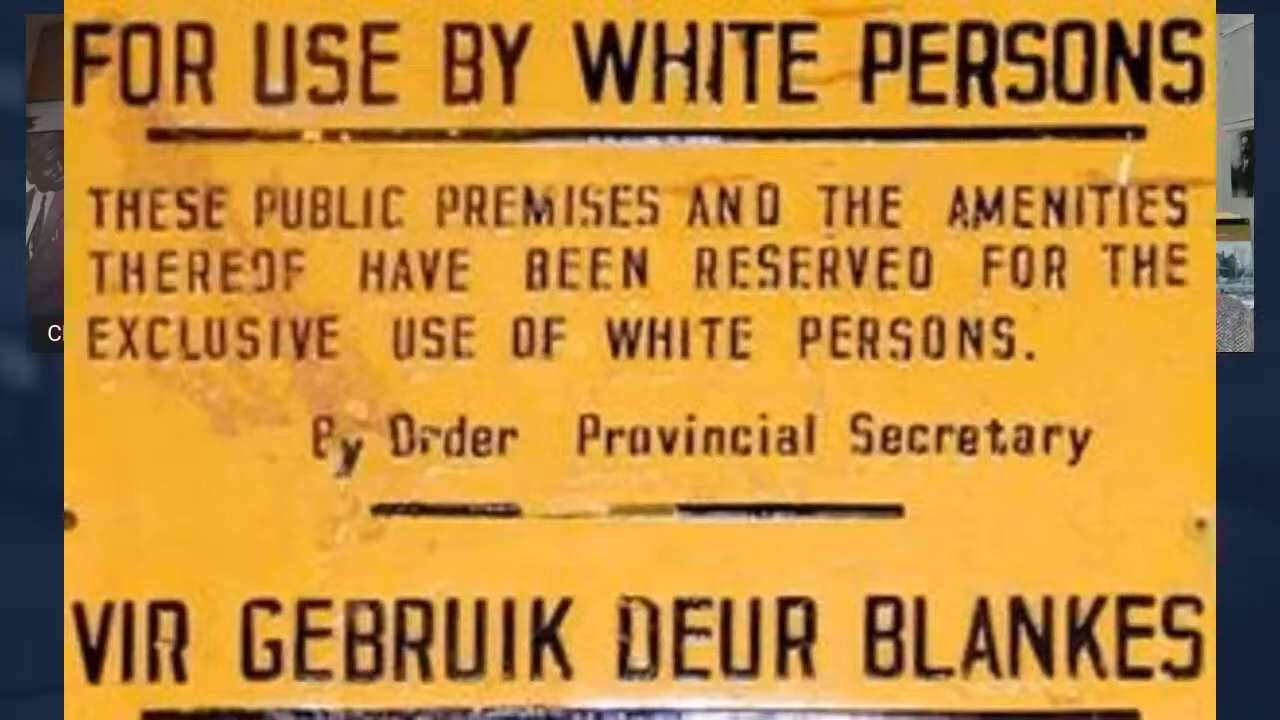 FOR USE BY WHITE PERSONS
THESE PUBLIC PREMISES AND THE AMENITIES
THEREOF HAVE BEEN RESERVED FOR THE
EXCLUSIVE USE OF WHITE PERSONS.
By Order Provincial Secretary
VIR GEBRUIK DEUR BLANKES